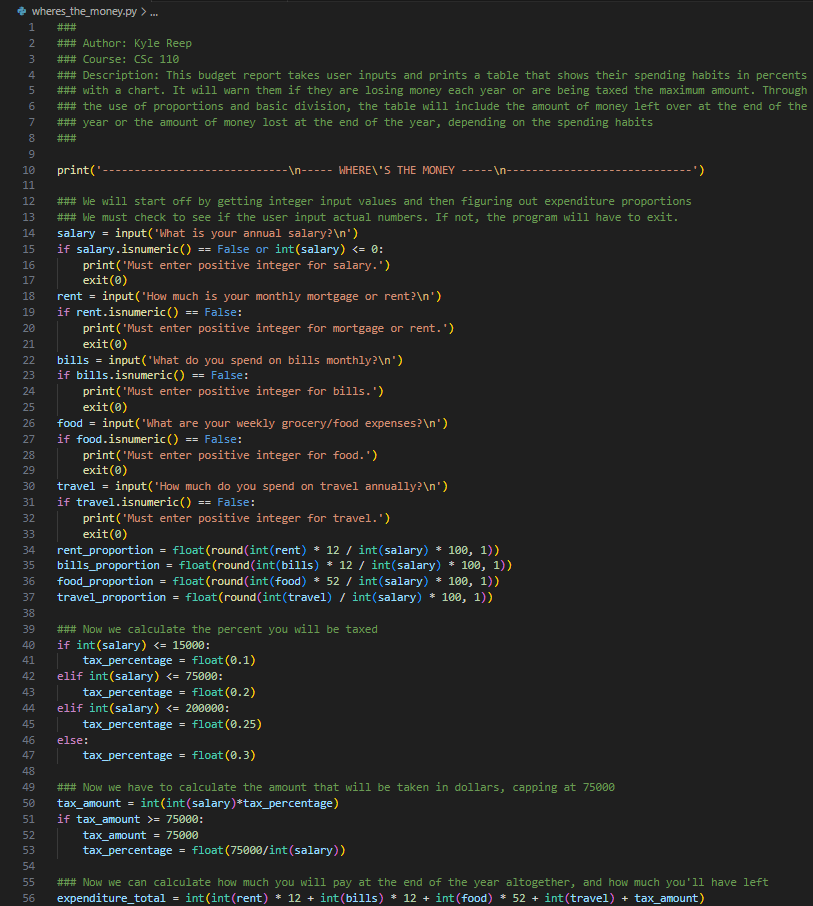 wheres_the_money.py > ...
1 ###
2 ### Author: Kyle Reep
3 ### Course: CSc 110
4 ### Description: This budget report takes user inputs and prints a table that shows their spending habits in percents
5 ### with a chart. It will warn them if they are losing money each year or are being taxed the maximum amount. Through
6 ### the use of proportions and basic division, the table will include the amount of money left over at the end of the
7 ### year or the amount of money lost at the end of the year, depending on the spending habits
8 ###
9
10 print('-----------------------------\n----- WHERE\'S THE MONEY -----\n-----------------------------')
11
12 ### We will start off by getting integer input values and then figuring out expenditure proportions
13 ### We must check to see if the user input actual numbers. If not, the program will have to exit.
14 salary = input('What is your annual salary?\n')
15 if salary.isnumeric() == False or int(salary) <= 0:
16     print('Must enter positive integer for salary.')
17     exit(0)
18 rent = input('How much is your monthly mortgage or rent?\n')
19 if rent.isnumeric() == False:
20     print('Must enter positive integer for mortgage or rent.')
21     exit(0)
22 bills = input('What do you spend on bills monthly?\n')
23 if bills.isnumeric() == False:
24     print('Must enter positive integer for bills.')
25     exit(0)
26 food = input('What are your weekly grocery/food expenses?\n')
27 if food.isnumeric() == False:
28     print('Must enter positive integer for food.')
29     exit(0)
30 travel = input('How much do you spend on travel annually?\n')
31 if travel.isnumeric() == False:
32     print('Must enter positive integer for travel.')
33     exit(0)
34 rent_proportion = float(round(int(rent) * 12 / int(salary) * 100, 1))
35 bills_proportion = float(round(int(bills) * 12 / int(salary) * 100, 1))
36 food_proportion = float(round(int(food) * 52 / int(salary) * 100, 1))
37 travel_proportion = float(round(int(travel) / int(salary) * 100, 1))
38
39 ### Now we calculate the percent you will be taxed
40 if int(salary) <= 15000:
41     tax_percentage = float(0.1)
42 elif int(salary) <= 75000:
43     tax_percentage = float(0.2)
44 elif int(salary) <= 200000:
45     tax_percentage = float(0.25)
46 else:
47     tax_percentage = float(0.3)
48
49 ### Now we have to calculate the amount that will be taken in dollars, capping at 75000
50 tax_amount = int(int(salary)*tax_percentage)
51 if tax_amount >= 75000:
52     tax_amount = 75000
53     tax_percentage = float(75000/int(salary))
54
55 ### Now we can calculate how much you will pay at the end of the year altogether, and how much you'll have left
56 expenditure_total = int(int(rent) * 12 + int(bills) * 12 + int(food) * 52 + int(travel) + tax_amount)